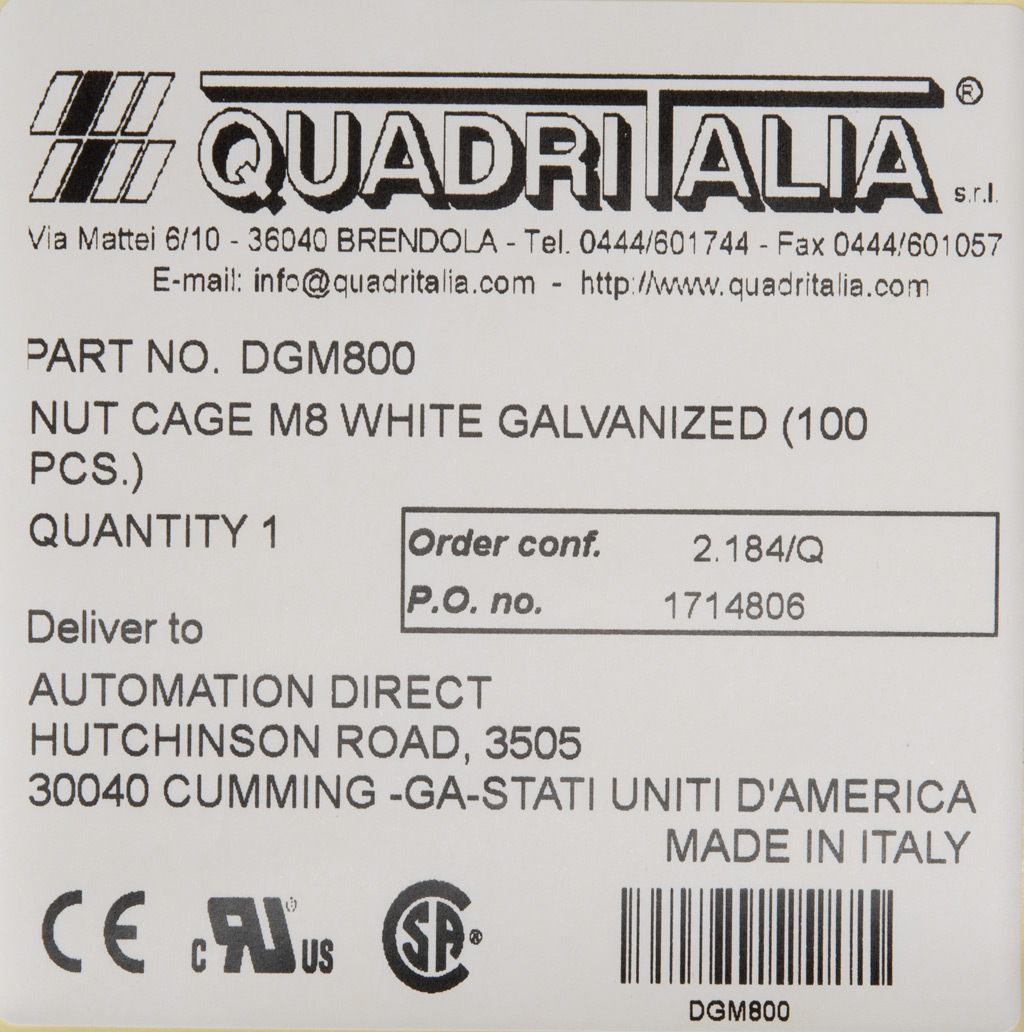 QUADRITALIA ® s.r.l.
Via Mattei 6/10 - 36040 BRENDOLA - Tel. 0444/601744 - Fax 0444/601057
E-mail: info@quadritalia.com - http://www.quadritalia.com
PART NO. DGM800
NUT CAGE M8 WHITE GALVANIZED (100
PCS.)
QUANTITY 1
Order conf. 2.184/Q
P.O. no. 1714806
Deliver to
AUTOMATION DIRECT
HUTCHINSON ROAD, 3505
30040 CUMMING -GA-STATI UNITI D'AMERICA
MADE IN ITALY
CE c RU ® US CSA ®
DGM800